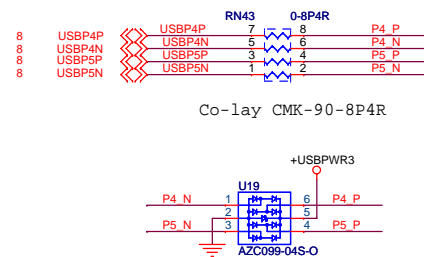 RN43 0-8P4R
8 USBP4P USBP4P 7 8 P4_P
8 USBP4N USBP4N 5 6 P4_N
8 USBP5P USBP5P 3 4 P5_P
8 USBP5N USBP5N 1 2 P5_N
Co-lay CMK-90-8P4R
+USBPWR3
U19
P4_N 1 6 P4_P
2 5
P5_N 3 4 P5_P
AZC099-04S-O